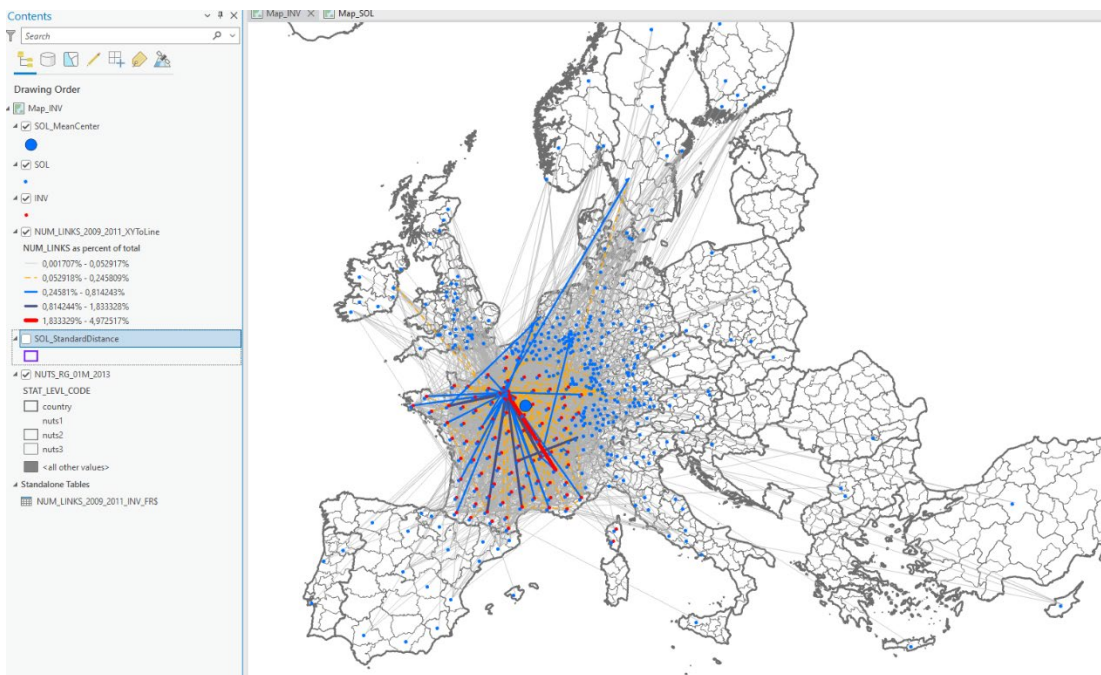 Contents
Map_INV
Map_SOL
Search
Drawing Order
Map_INV
SOL_MeanCenter
SOL
INV
NUM_LINKS_2009_2011_XYToLine
NUM_LINKS as percent of total
0,001707% - 0,052917%
0,052918% - 0,245809%
0,24581% - 0,814243%
0,814244% - 1,833328%
1,833329% - 4,972517%
SOL_StandardDistance
NUTS_RG_01M_2013
STAT_LEVL_CODE
country
nuts1
nuts2
nuts3
<all other values>
Standalone Tables
NUM_LINKS_2009_2011_INV_FR$